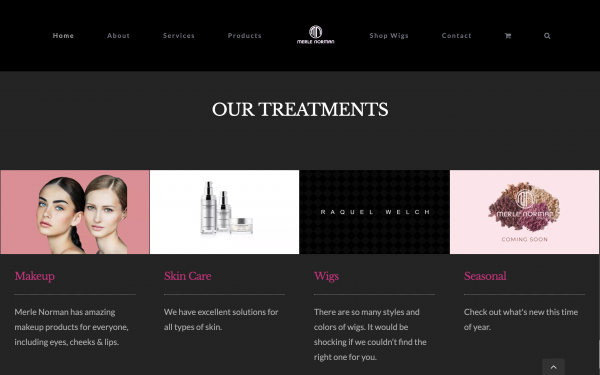 Home
About
Services
Products
MERLE NORMAN
Shop Wigs
Contact
OUR TREATMENTS
RAQUEL WELCH
MERLE NORMAN
COMING SOON
Makeup
Merle Norman has amazing
makeup products for everyone,
including eyes, cheeks & lips.
Skin Care
We have excellent solutions for
all types of skin.
Wigs
There are so many styles and
colors of wigs. It would be
shocking if we couldn't find the
right one for you.
Seasonal
Check out what's new this time
of year.